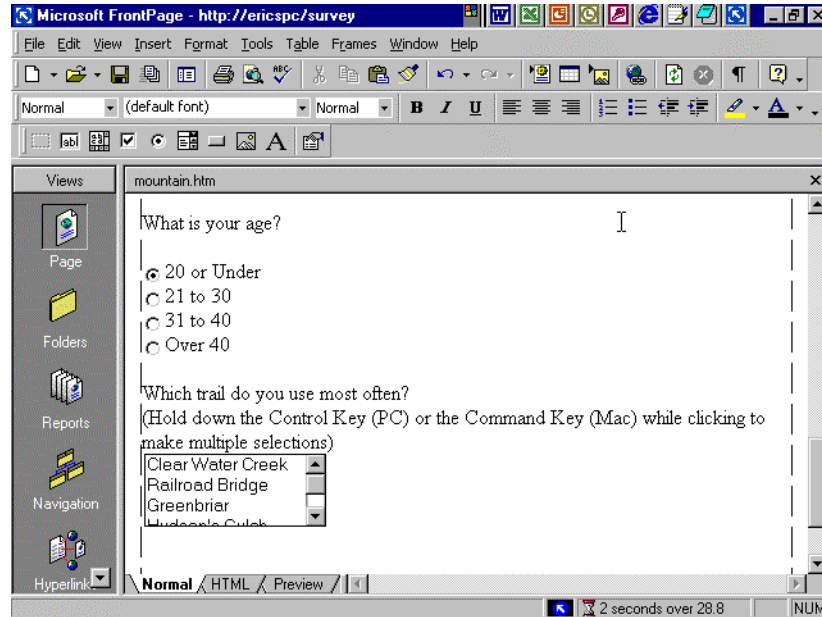 Microsoft FrontPage - http://ericspc/survey
File Edit View Insert Format Tools Table Frames Window Help
Normal (default font) Normal B I U A
abl A
Views mountain.htm
What is your age?
Page
20 or Under
21 to 30
31 to 40
Folders
Over 40
Which trail do you use most often?
Reports
(Hold down the Control Key (PC) or the Command Key (Mac) while clicking to
make multiple selections)
Clear Water Creek
Railroad Bridge
Navigation
Greenbriar
Hyperlink
Normal HTML Preview
2 seconds over 28.8 NUM